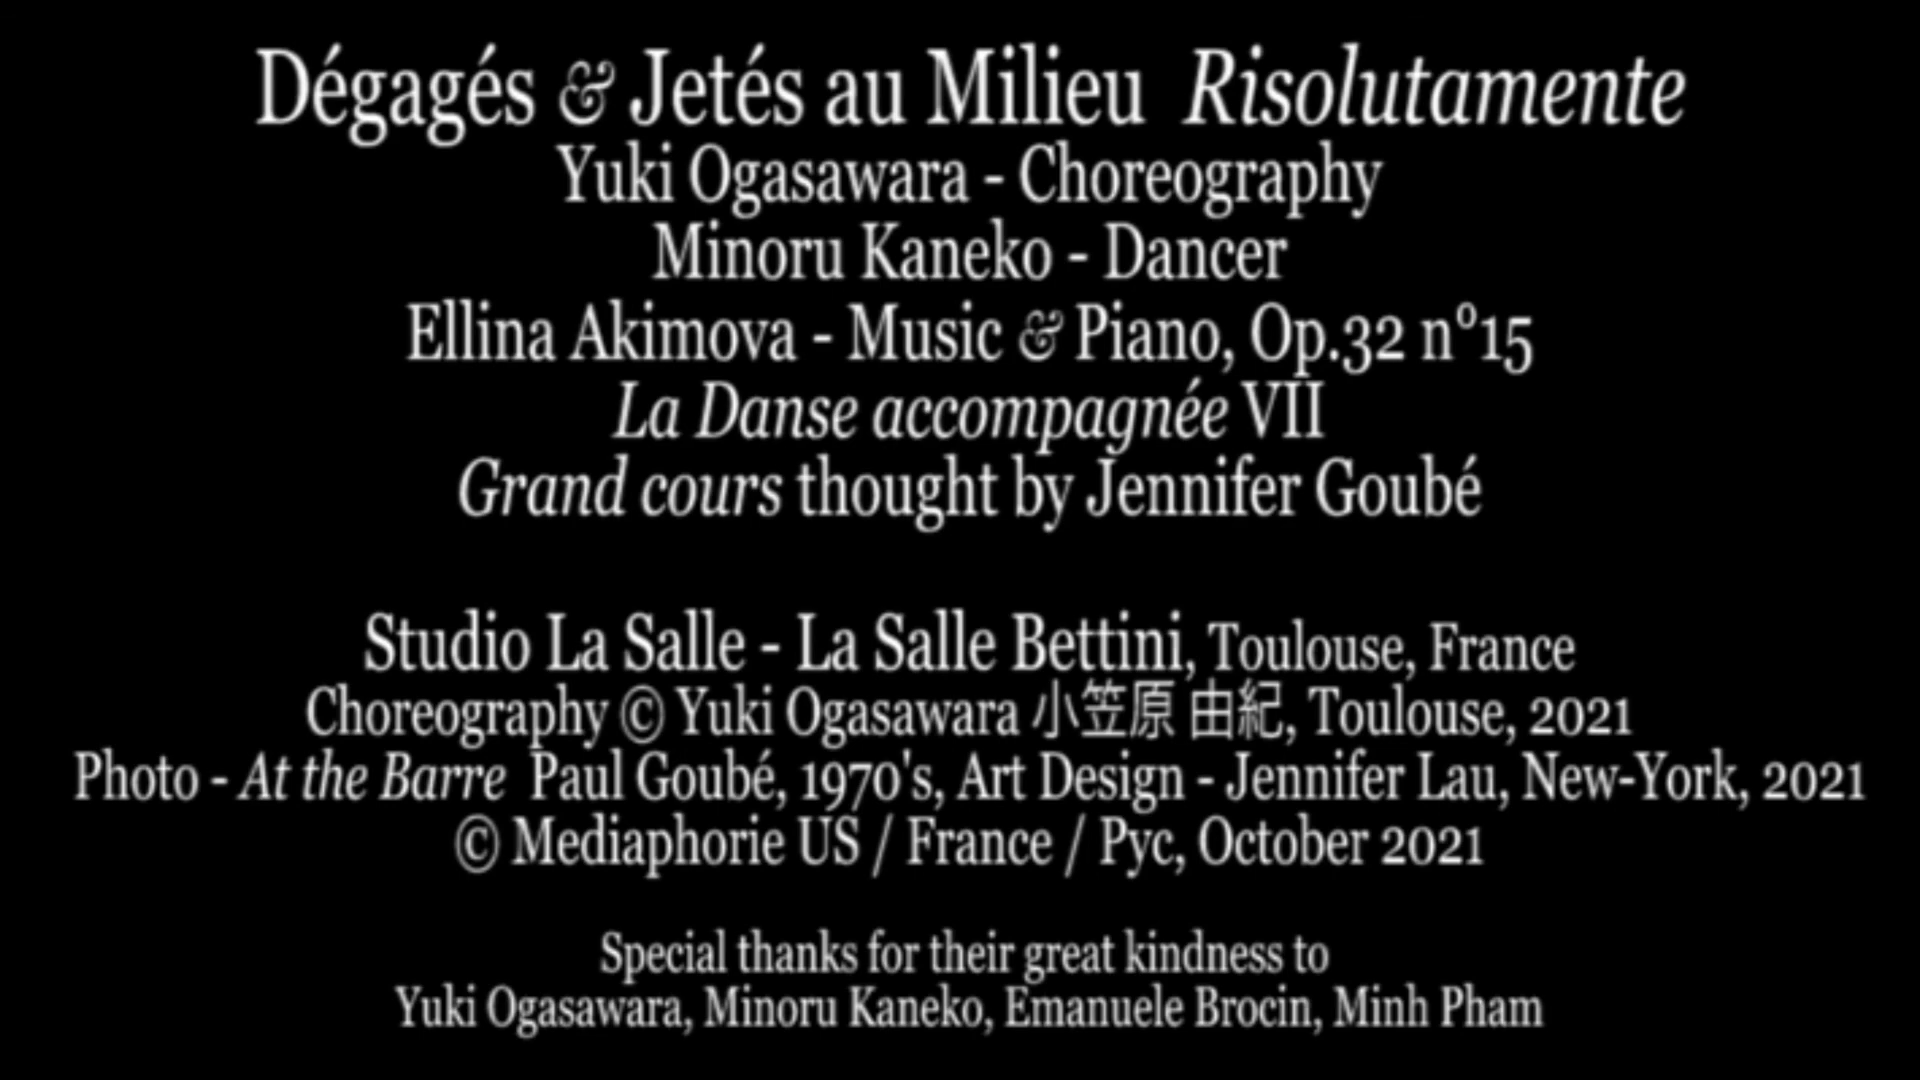 Dégagés & Jetés au Milieu Risolutamente
Yuki Ogasawara - Choreography
Minoru Kaneko - Dancer
Ellina Akimova - Music & Piano, Op.32 n°15
La Danse accompagnée VII
Grand cours thought by Jennifer Goubé
Studio La Salle - La Salle Bettini, Toulouse, France
Choreography © Yuki Ogasawara 小笠原 由紀, Toulouse, 2021
Photo - At the Barre Paul Goubé, 1970's, Art Design - Jennifer Lau, New-York, 2021
© Mediaphorie US / France / Pyc, October 2021
Special thanks for their great kindness to
Yuki Ogasawara, Minoru Kaneko, Emanuele Brocin, Minh Pham